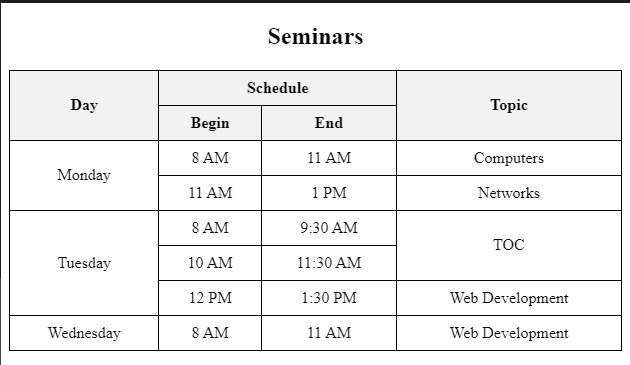 Seminars
Day Schedule Topic
Begin End
Monday 8 AM 11 AM Computers
11 AM 1 PM Networks
Tuesday 8 AM 9:30 AM TOC
10 AM 11:30 AM
12 PM 1:30 PM Web Development
Wednesday 8 AM 11 AM Web Development